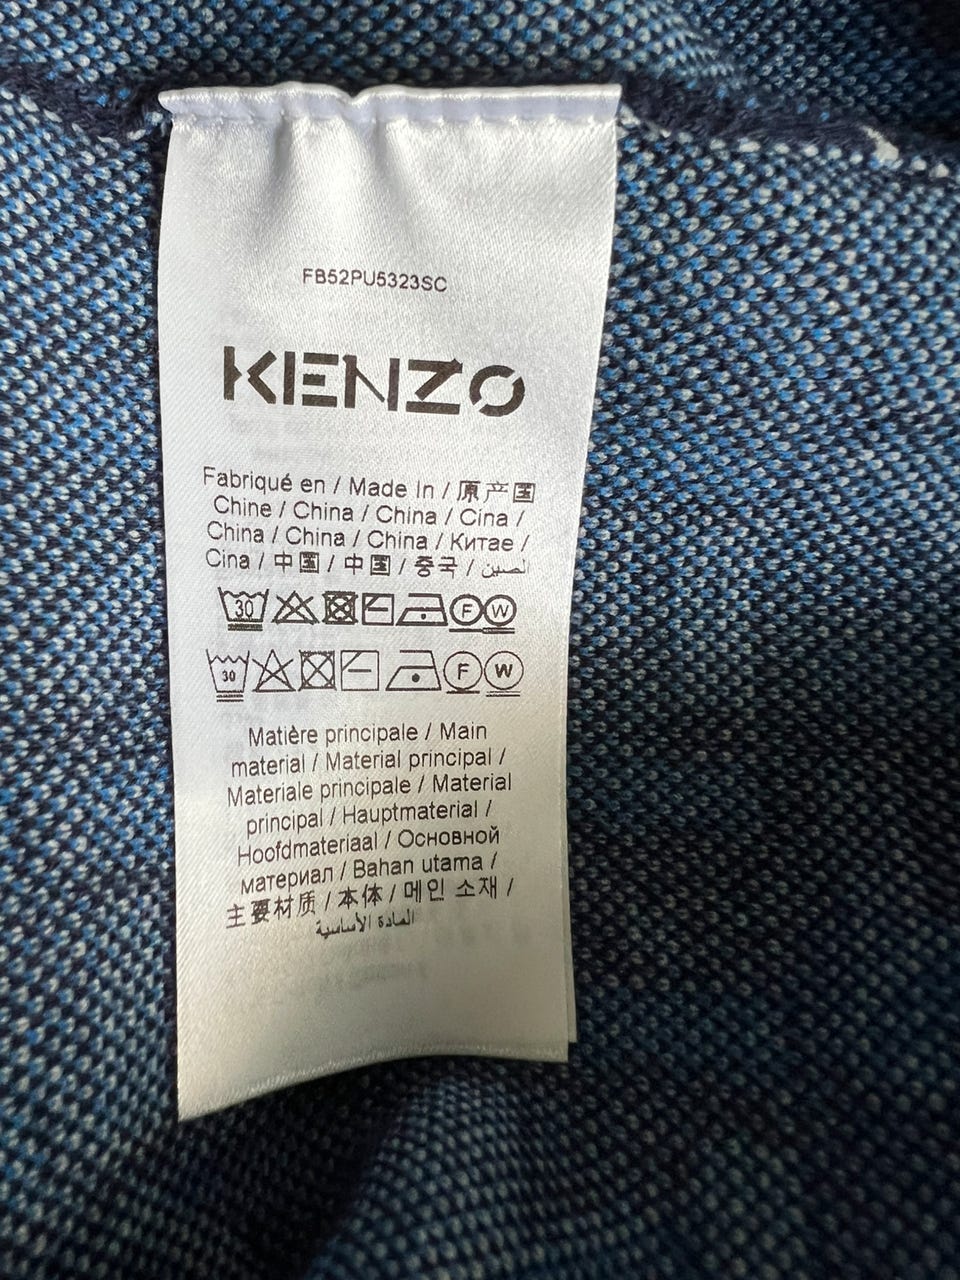 FB52PU5323SC
KENZO
Fabriqué en / Made In / 原产国
Chine / China / China / Cina /
China / China / China / Китае /
Cina / 中国 / 中国 / 중국 / الصين
30 F W
30 F W
Matière principale / Main
material / Material principal /
Materiale principale / Material
principal / Hauptmaterial /
Hoofdmateriaal / Основной
материал / Bahan utama /
主要材质 / 本体 / 메인 소재 /
المادة الأساسية